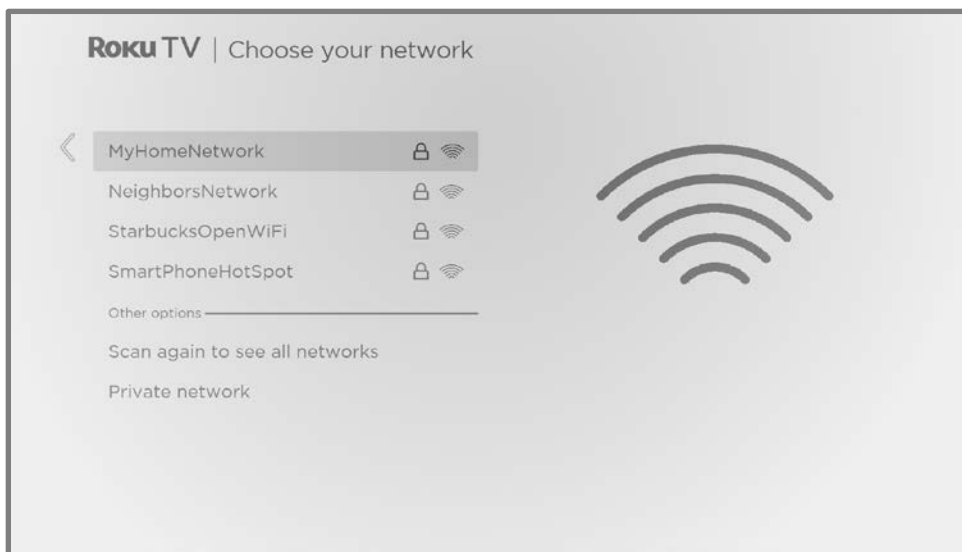 Roku TV | Choose your network
MyHomeNetwork
NeighborsNetwork
StarbucksOpenWiFi
SmartPhoneHotSpot
Other options
Scan again to see all networks
Private network